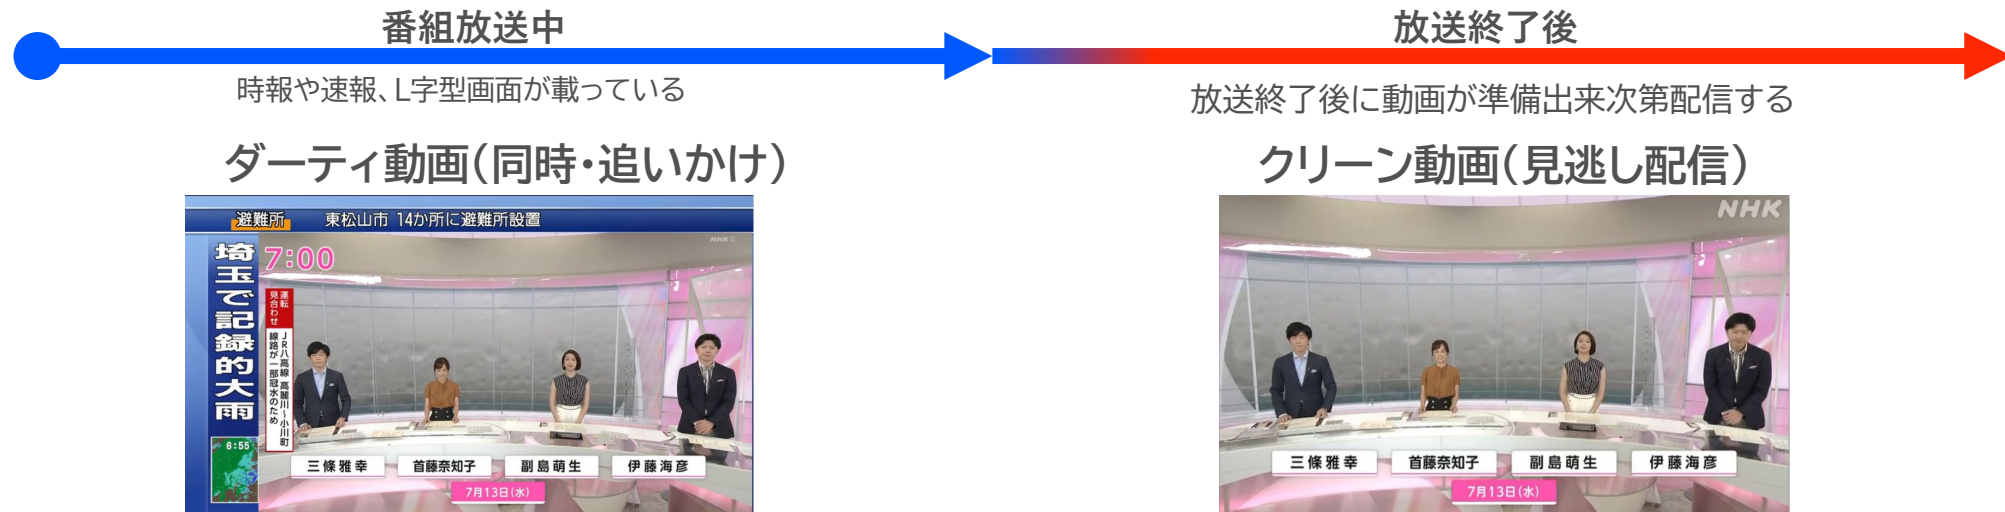 番組放送中
放送終了後
時報や速報、L字型画面が載っている
放送終了後に動画が準備出来次第配信する
ダーティ動画(同時・追いかけ)
クリーン動画(見逃し配信)
避難所 東松山市 14か所に避難所設置
埼玉で記録的大雨
7:00
NHK G
運転
見合わせ
JR八高線 高麗川~小川町
線路が一部冠水のため
6:55
三條雅幸
首藤奈知子
副島萌生
伊藤海彦
7月13日(水)
NHK
三條雅幸
首藤奈知子
副島萌生
伊藤海彦
7月13日(水)